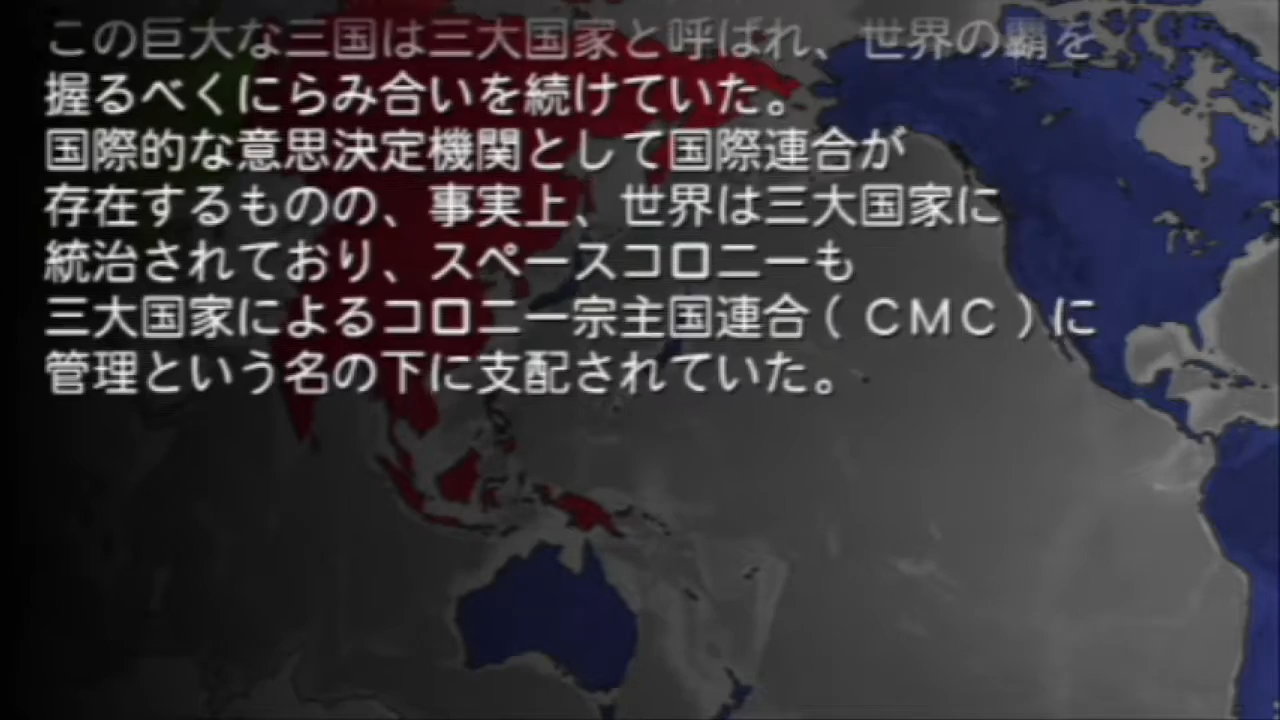 この巨大な三国は三大国家と呼ばれ、世界の覇を
握るべくにらみ合いを続けていた。
国際的な意思決定機関として国際連合が
存在するものの、事実上、世界は三大国家に
統治されており、スペースコロニーも
三大国家によるコロニー宗主国連合(CMC)に
管理という名の下に支配されていた。